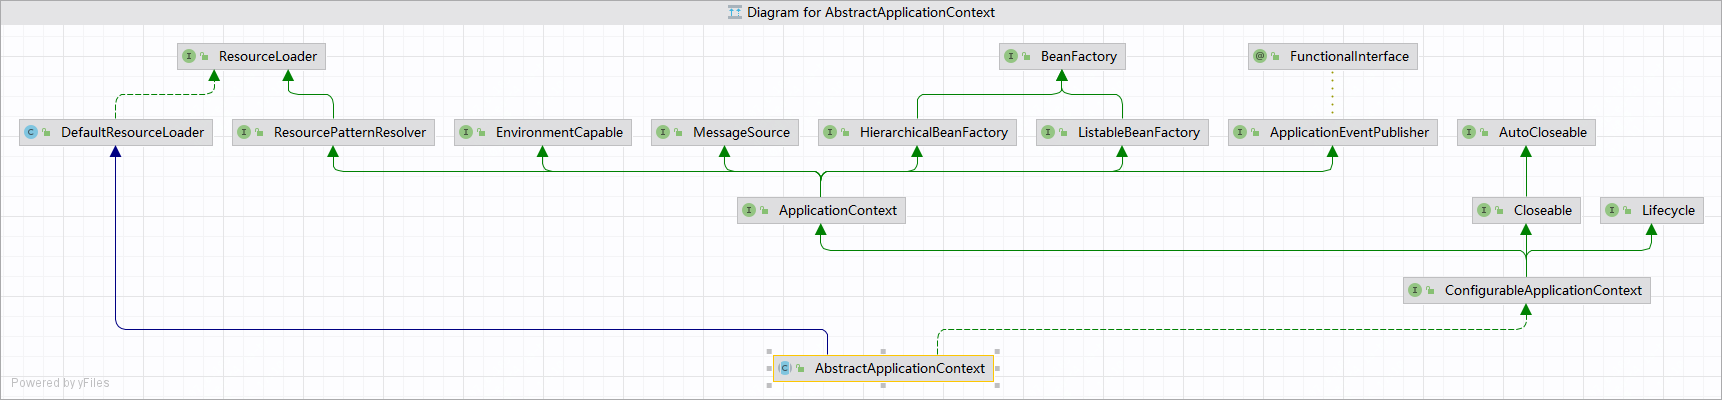 Diagram for AbstractApplicationContext
I ResourceLoader
I BeanFactory
@ FunctionalInterface
C DefaultResourceLoader
I ResourcePatternResolver
I EnvironmentCapable
I MessageSource
I HierarchicalBeanFactory
I ListableBeanFactory
I ApplicationEventPublisher
I AutoCloseable
I ApplicationContext
I Closeable
I Lifecycle
I ConfigurableApplicationContext
C AbstractApplicationContext
Powered by yFiles